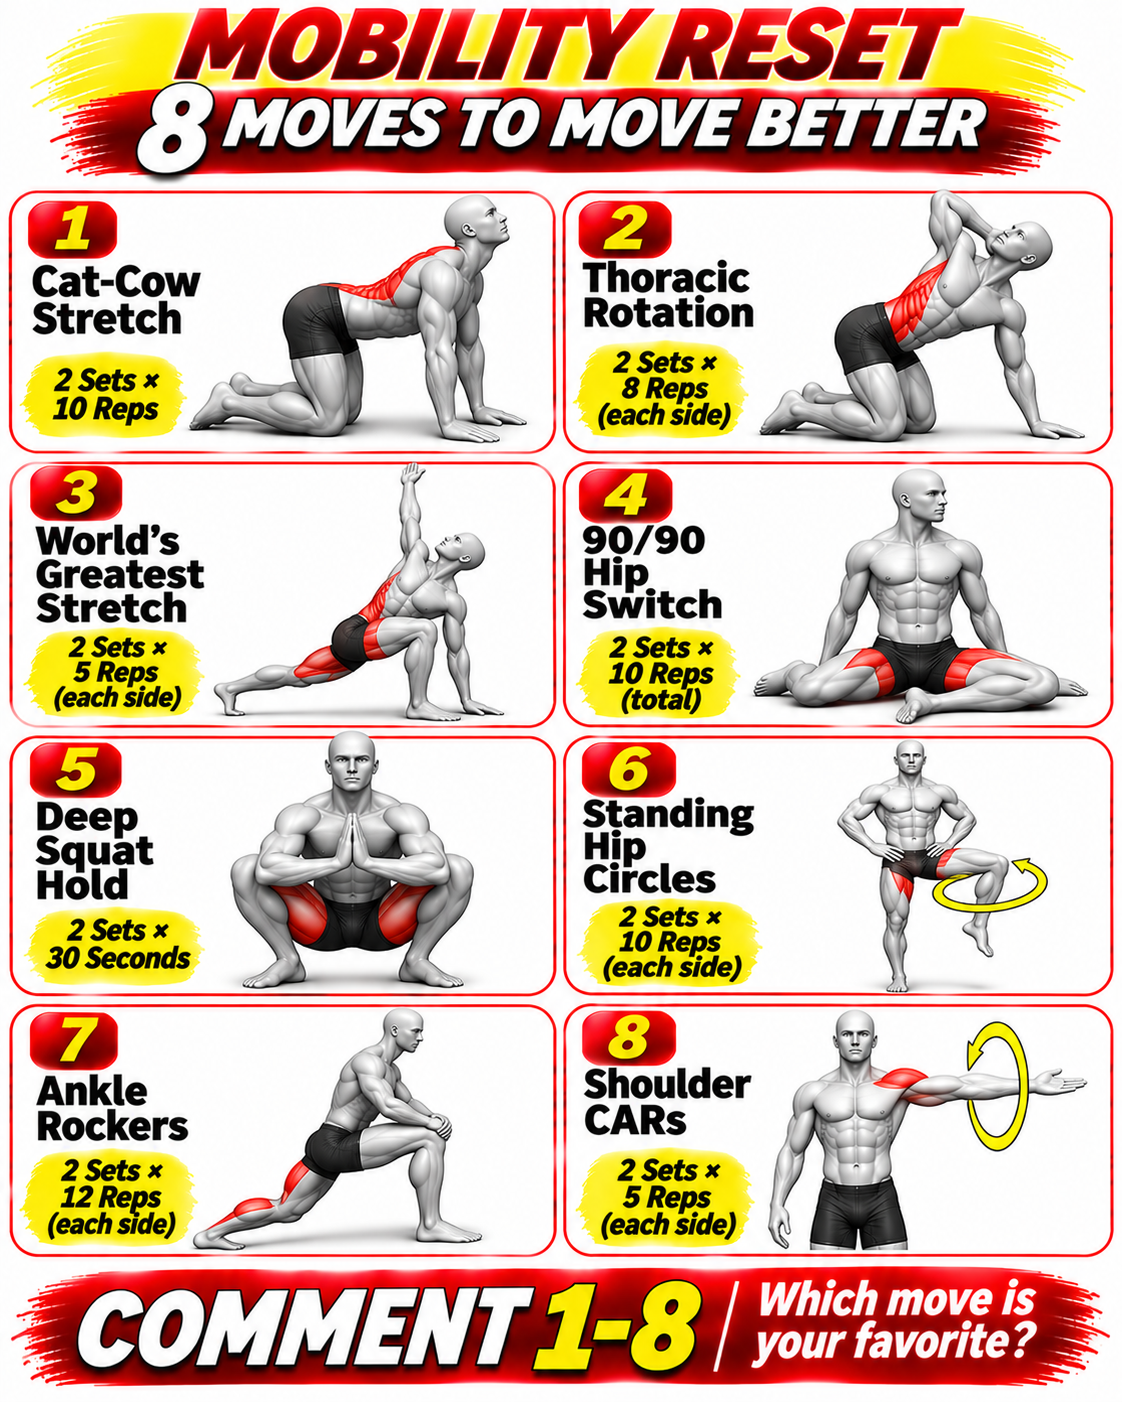 MOBILITY RESET
8 MOVES TO MOVE BETTER
1
Cat-Cow
Stretch
2 Sets ×
10 Reps
2
Thoracic
Rotation
2 Sets ×
8 Reps
(each side)
3
World's
Greatest
Stretch
2 Sets ×
5 Reps
(each side)
4
90/90
Hip
Switch
2 Sets ×
10 Reps
(total)
5
Deep
Squat
Hold
2 Sets ×
30 Seconds
6
Standing
Hip
Circles
2 Sets ×
10 Reps
(each side)
7
Ankle
Rockers
2 Sets ×
12 Reps
(each side)
8
Shoulder
CARs
2 Sets ×
5 Reps
(each side)
COMMENT 1-8
Which move is
your favorite?